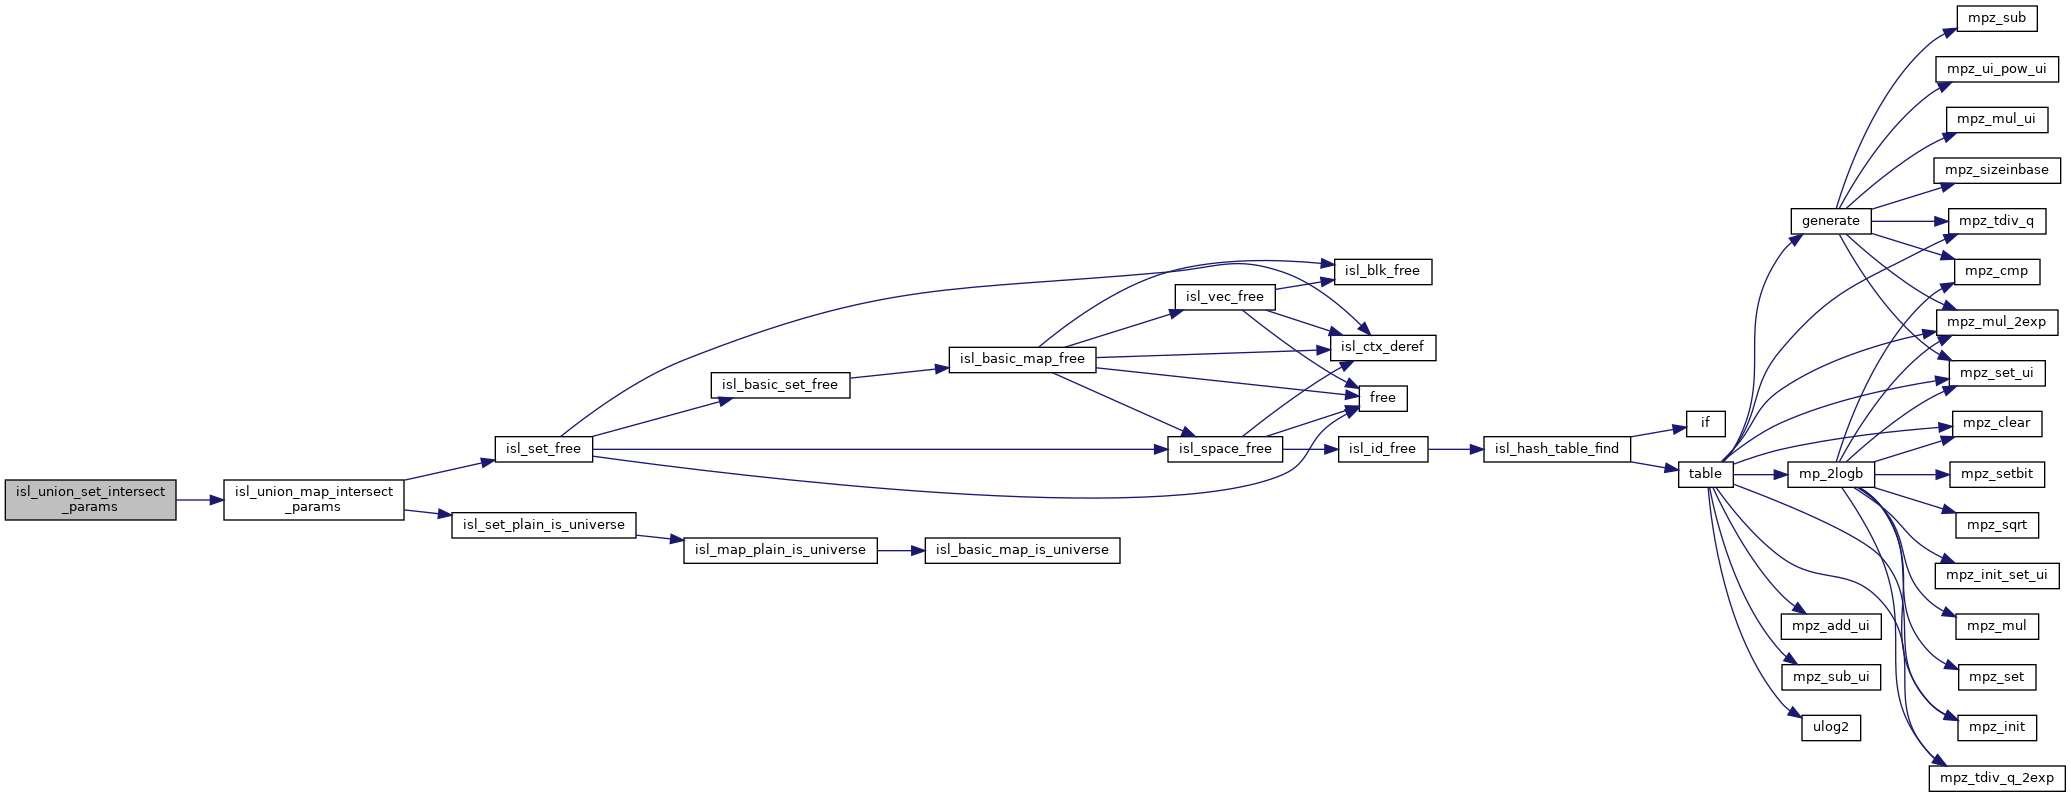 isl_union_set_intersect
_params
isl_union_map_intersect
_params
isl_set_free
isl_set_plain_is_universe
isl_basic_set_free
isl_map_plain_is_universe
isl_basic_map_free
isl_basic_map_is_universe
isl_vec_free
isl_space_free
isl_blk_free
isl_ctx_deref
free
isl_id_free
isl_hash_table_find
if
table
generate
mp_2logb
mpz_add_ui
mpz_sub_ui
ulog2
mpz_sub
mpz_ui_pow_ui
mpz_mul_ui
mpz_sizeinbase
mpz_tdiv_q
mpz_cmp
mpz_mul_2exp
mpz_set_ui
mpz_clear
mpz_setbit
mpz_sqrt
mpz_init_set_ui
mpz_mul
mpz_set
mpz_init
mpz_tdiv_q_2exp